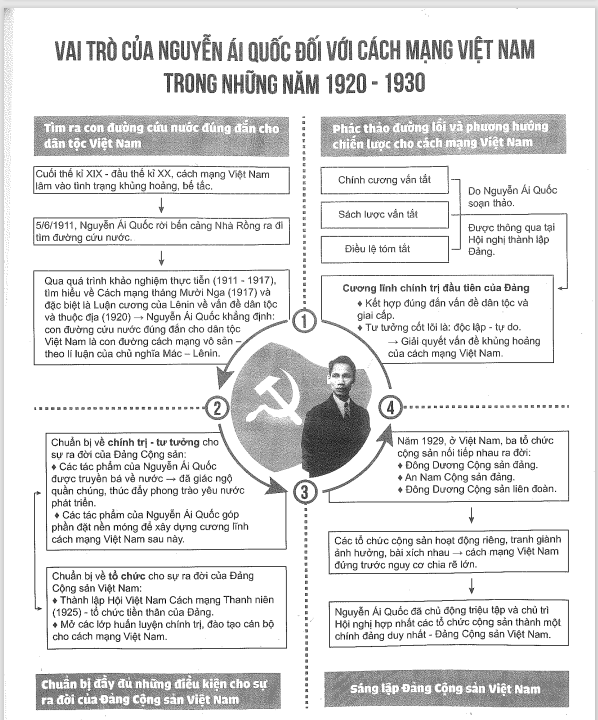 VAI TRÒ CỦA NGUYỄN ÁI QUỐC ĐỐI VỚI CÁCH MẠNG VIỆT NAM
TRONG NHỮNG NĂM 1920 - 1930
Tìm ra con đường cứu nước đúng đắn cho
dân tộc Việt Nam
Cuối thế kỉ XIX - đầu thế kỉ XX, cách mạng Việt Nam
lâm vào tình trạng khủng hoảng, bế tắc.
5/6/1911, Nguyễn Ái Quốc rời bến cảng Nhà Rồng ra đi
tìm đường cứu nước.
Qua quá trình khảo nghiệm thực tiễn (1911 - 1917),
tìm hiểu về Cách mạng tháng Mười Nga (1917) và
đặc biệt là Luận cương của Lênin về vấn đề dân tộc
và thuộc địa (1920) → Nguyễn Ái Quốc khẳng định:
con đường cứu nước đúng đắn cho dân tộc
Việt Nam là con đường cách mạng vô sản –
theo lí luận của chủ nghĩa Mác – Lênin.
Phác thảo đường lối và phương hướng
chiến lược cho cách mạng Việt Nam
Chính cương vắn tắt
Sách lược vắn tắt
Điều lệ tóm tắt
Do Nguyễn Ái Quốc
soạn thảo.
Được thông qua tại
Hội nghị thành lập
Đảng.
Cương lĩnh chính trị đầu tiên của Đảng
♦ Kết hợp đúng đắn vấn đề dân tộc và
giai cấp.
♦ Tư tưởng cốt lõi là: độc lập - tự do.
→ Giải quyết vấn đề khủng hoảng
của cách mạng Việt Nam.
1
2
4
3
Chuẩn bị về chính trị - tư tưởng cho
sự ra đời của Đảng Cộng sản:
♦ Các tác phẩm của Nguyễn Ái Quốc
được truyền bá về nước → đã giác ngộ
quần chúng, thúc đẩy phong trào yêu nước
phát triển.
♦ Các tác phẩm của Nguyễn Ái Quốc góp
phần đặt nền móng để xây dựng cương lĩnh
cách mạng Việt Nam sau này.
Chuẩn bị về tổ chức cho sự ra đời của Đảng
Cộng sản Việt Nam:
♦ Thành lập Hội Việt Nam Cách mạng Thanh niên
(1925) - tổ chức tiền thân của Đảng.
♦ Mở các lớp huấn luyện chính trị, đào tạo cán bộ
cho cách mạng Việt Nam.
Chuẩn bị đầy đủ những điều kiện cho sự
ra đời của Đảng Cộng sản Việt Nam
Năm 1929, ở Việt Nam, ba tổ chức
cộng sản nối tiếp nhau ra đời:
♦ Đông Dương Cộng sản đảng.
♦ An Nam Cộng sản đảng.
♦ Đông Dương Cộng sản liên đoàn.
Các tổ chức cộng sản hoạt động riêng, tranh giành
ảnh hưởng, bài xích nhau → cách mạng Việt Nam
đứng trước nguy cơ chia rẽ lớn.
Nguyễn Ái Quốc đã chủ động triệu tập và chủ trì
Hội nghị hợp nhất các tổ chức cộng sản thành một
chính đảng duy nhất - Đảng Cộng sản Việt Nam.
Sáng lập Đảng Cộng sản Việt Nam